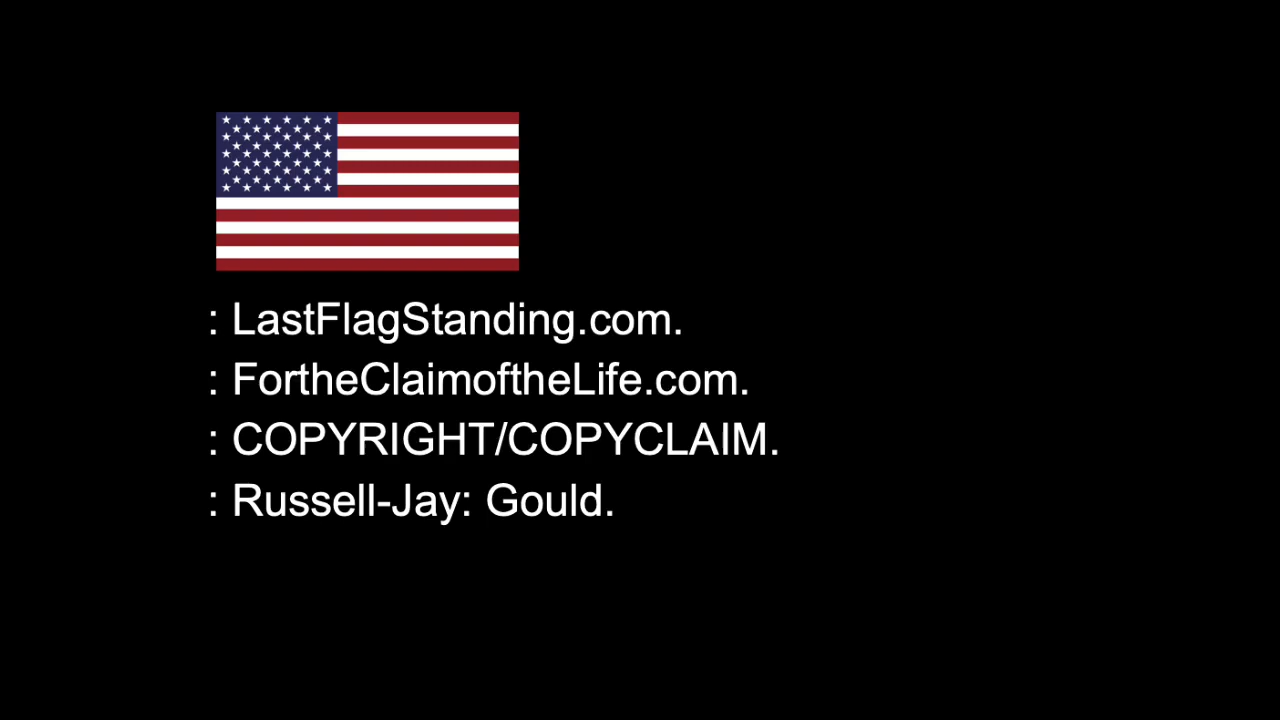 : LastFlagStanding.com.
: FortheClaimoftheLife.com.
: COPYRIGHT/COPYCLAIM.
: Russell-Jay: Gould.